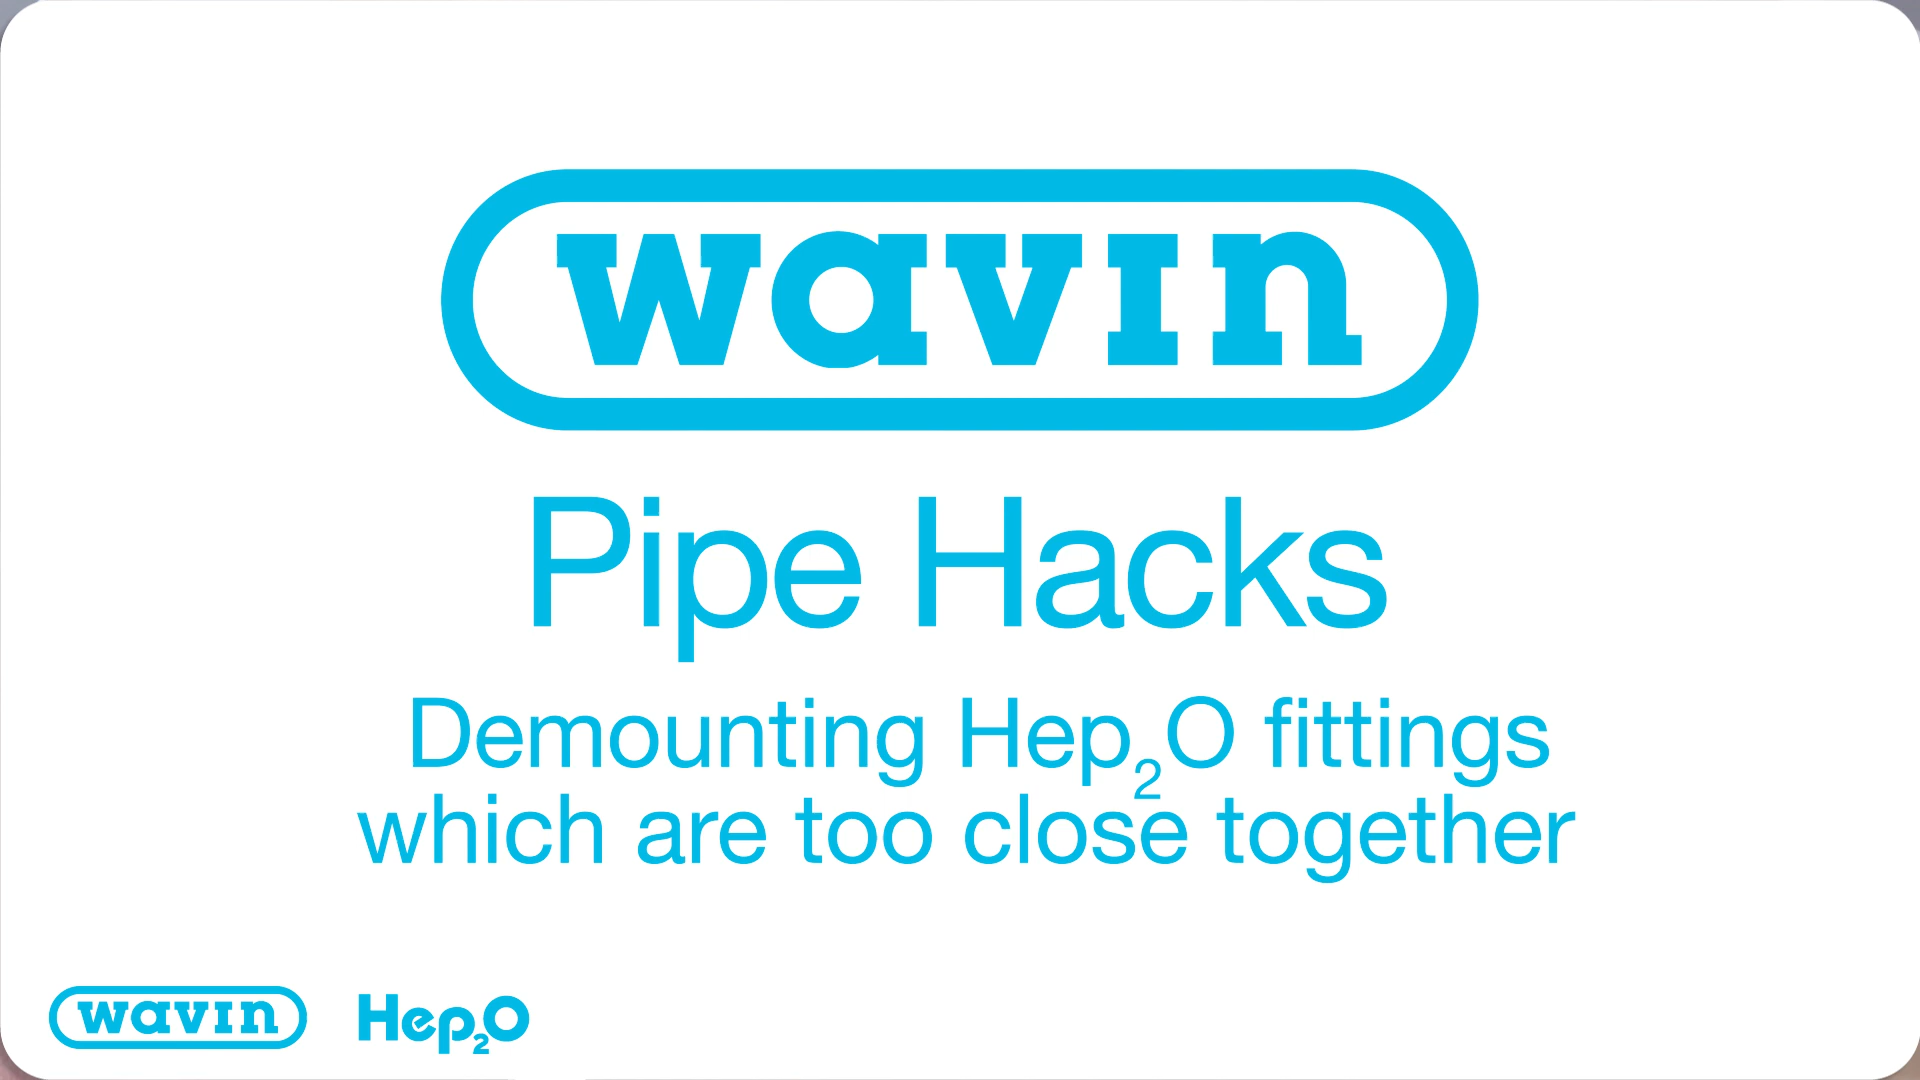 wavin
Pipe Hacks
Demounting Hep₂O fittings
which are too close together
wavin Hep₂O